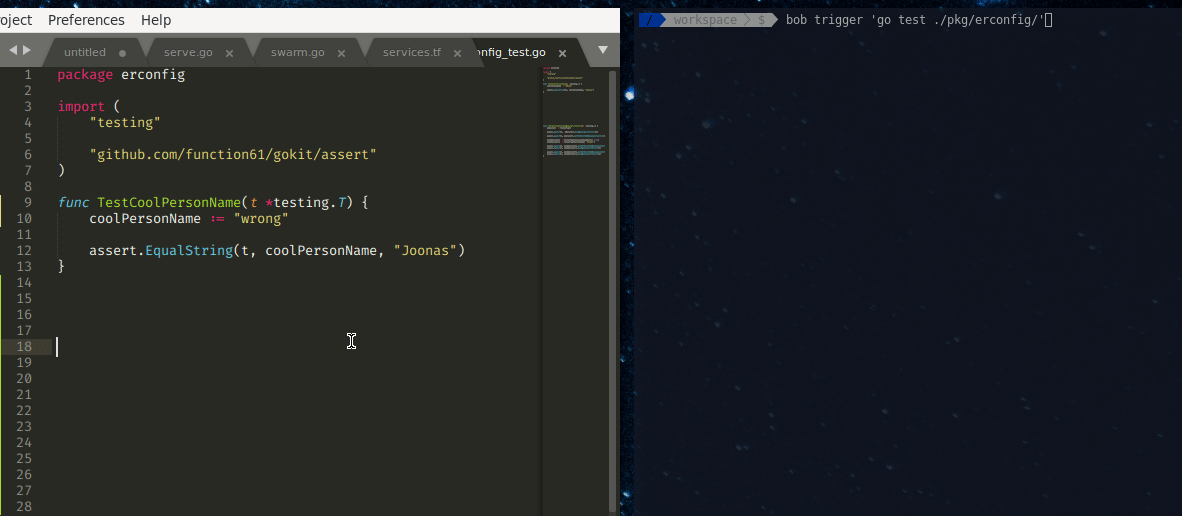 oject Preferences Help
untitled serve.go swarm.go services.tf nfig_test.go
1 package erconfig
2
3 import (
4 "testing"
5
6 "github.com/function61/gokit/assert"
7 )
8
9 func TestCoolPersonName(t *testing.T) {
10 coolPersonName := "wrong"
11
12 assert.EqualString(t, coolPersonName, "Joonas")
13 }
14
15
16
17
18
19
20
21
22
23
24
25
26
27
28
/ workspace $ bob trigger 'go test ./pkg/erconfig/'